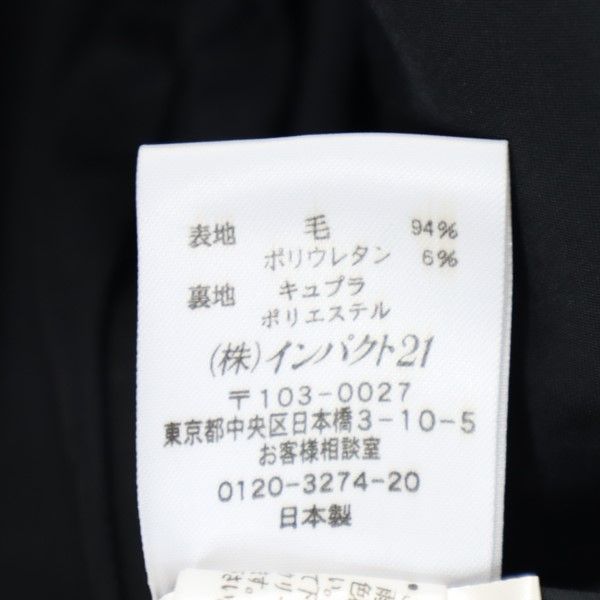 表地 毛 94%
ポリウレタン 6%
裏地 キュプラ
ポリエステル
(株)インパクト21
〒103-0027
東京都中央区日本橋3-10-5
お客様相談室
0120-3274-20
日本製